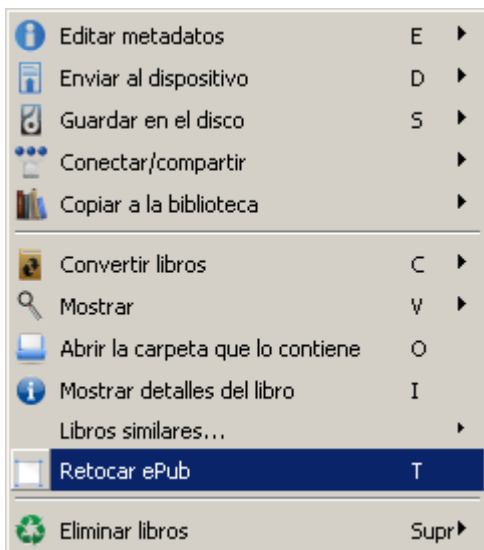 Editar metadatos E
Enviar al dispositivo D
Guardar en el disco S
Conectar/compartir
Copiar a la biblioteca
Convertir libros C
Mostrar V
Abrir la carpeta que lo contiene O
Mostrar detalles del libro I
Libros similares...
Retocar ePub T
Eliminar libros Supr